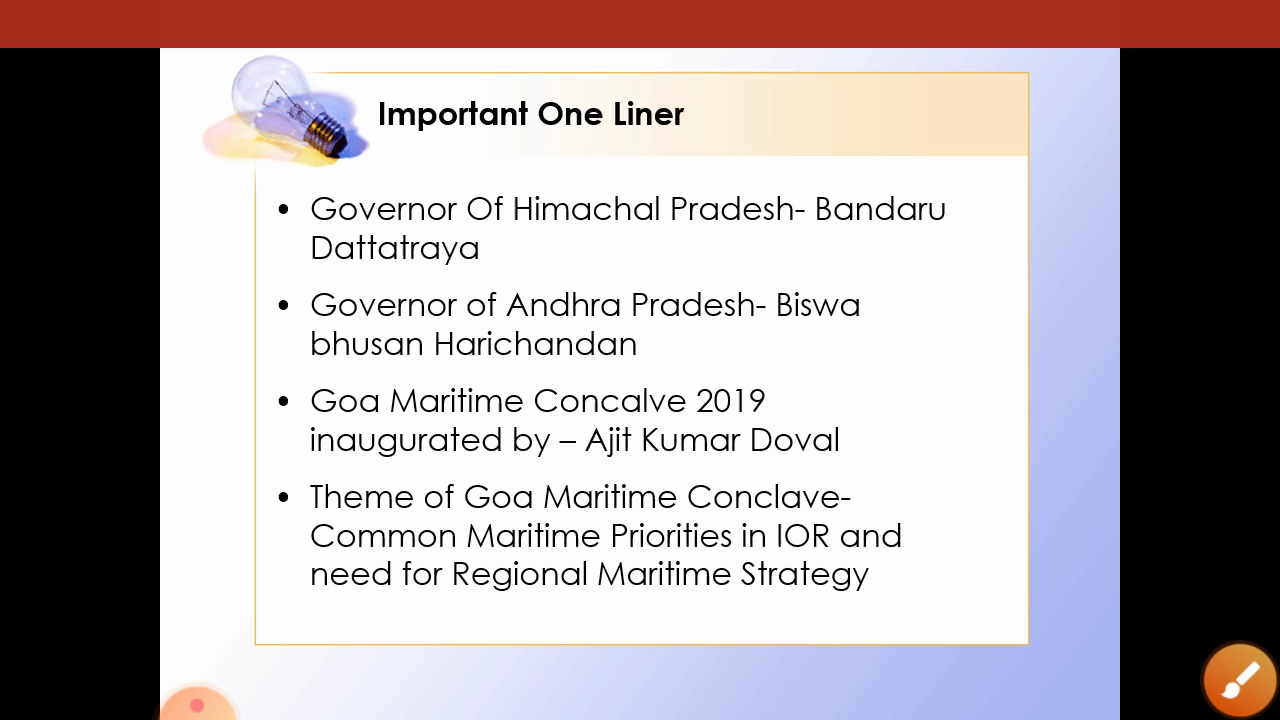 Important One Liner
• Governor Of Himachal Pradesh- Bandaru
Dattatraya
• Governor of Andhra Pradesh- Biswa
bhusan Harichandan
• Goa Maritime Concalve 2019
inaugurated by – Ajit Kumar Doval
• Theme of Goa Maritime Conclave-
Common Maritime Priorities in IOR and
need for Regional Maritime Strategy